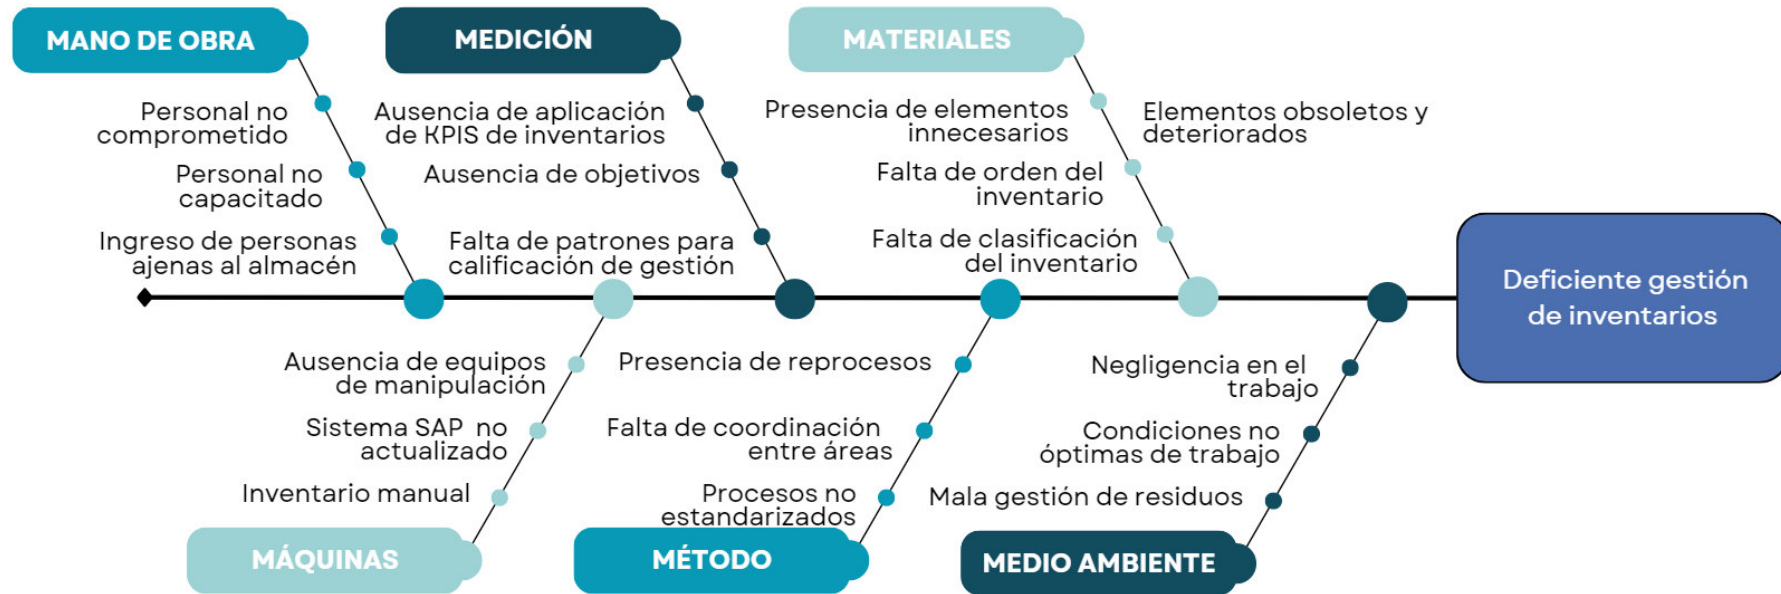 MANO DE OBRA
Personal no
comprometido
Personal no
capacitado
Ingreso de personas
ajenas al almacén
MEDICIÓN
Ausencia de aplicación
de KPIS de inventarios
Ausencia de objetivos
Falta de patrones para
calificación de gestión
MATERIALES
Presencia de elementos
innecesarios
Elementos obsoletos y
deteriorados
Falta de orden del
inventario
Falta de clasificación
del inventario
Deficiente gestión
de inventarios
Ausencia de equipos
de manipulación
Sistema SAP no
actualizado
Inventario manual
MÁQUINAS
Presencia de reprocesos
Falta de coordinación
entre áreas
Procesos no
estandarizados
MÉTODO
Negligencia en el
trabajo
Condiciones no
óptimas de trabajo
Mala gestión de residuos
MEDIO AMBIENTE